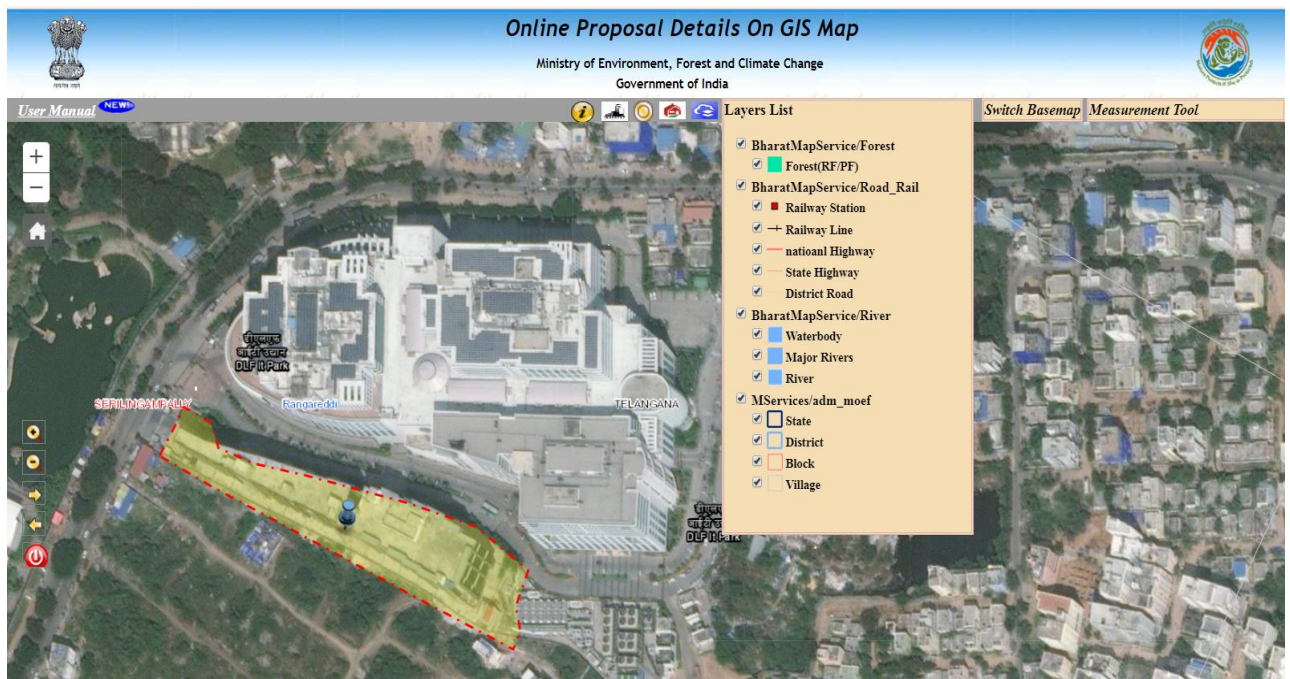 Online Proposal Details On GIS Map
Ministry of Environment, Forest and Climate Change
Government of India
User Manual NEW!
Layers List
Switch Basemap
Measurement Tool
BharatMapService/Forest
Forest(RF/PF)
BharatMapService/Road_Rail
Railway Station
Railway Line
natioanl Highway
State Highway
District Road
BharatMapService/River
Waterbody
Major Rivers
River
MServices/adm_moef
State
District
Block
Village
डीएलएफ
आईटी उद्यान
DLF It Park
SERILINGAMPALLY
Rangareddi
TELANGANA
DLF It Park